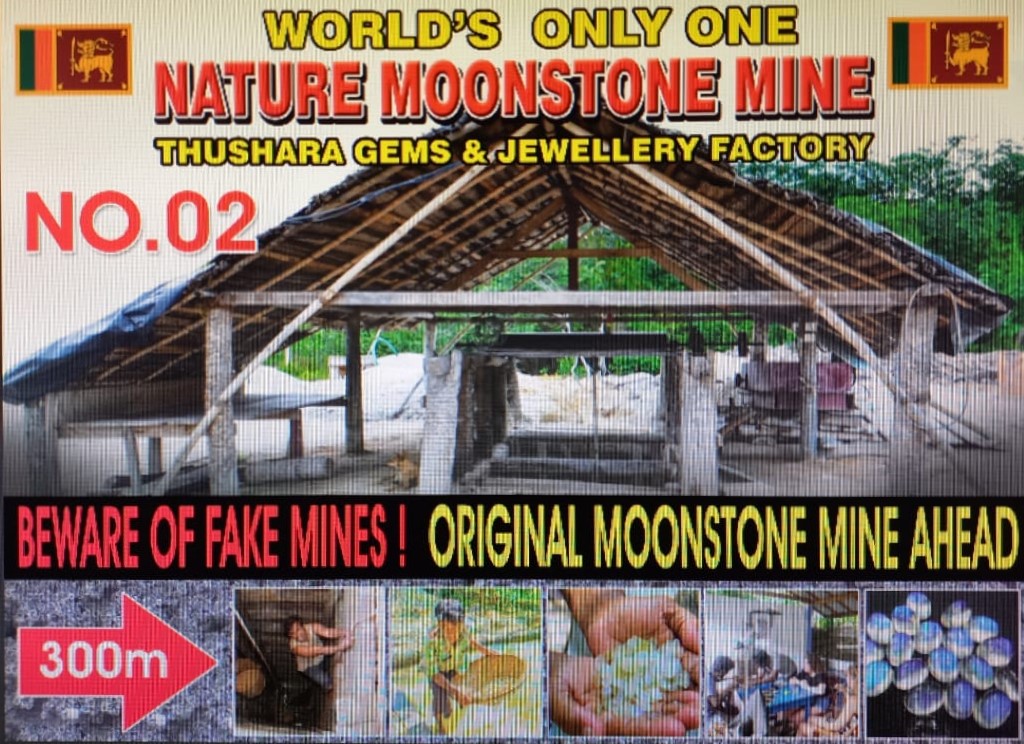 WORLD'S ONLY ONE
NATURE MOONSTONE MINE
THUSHARA GEMS & JEWELLERY FACTORY
NO.02
BEWARE OF FAKE MINES ! ORIGINAL MOONSTONE MINE AHEAD
300m